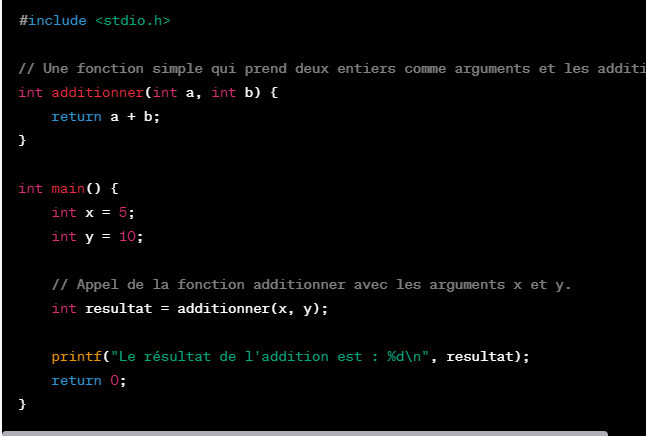 #include <stdio.h>
// Une fonction simple qui prend deux entiers comme arguments et les
int additionner(int a, int b) {
    return a + b;
}
int main() {
    int x = 5;
    int y = 10;
    // Appel de la fonction additionner avec les arguments x et y.
    int resultat = additionner(x, y);
    printf("Le résultat de l'addition est : %d\n", resultat);
    return 0;
}